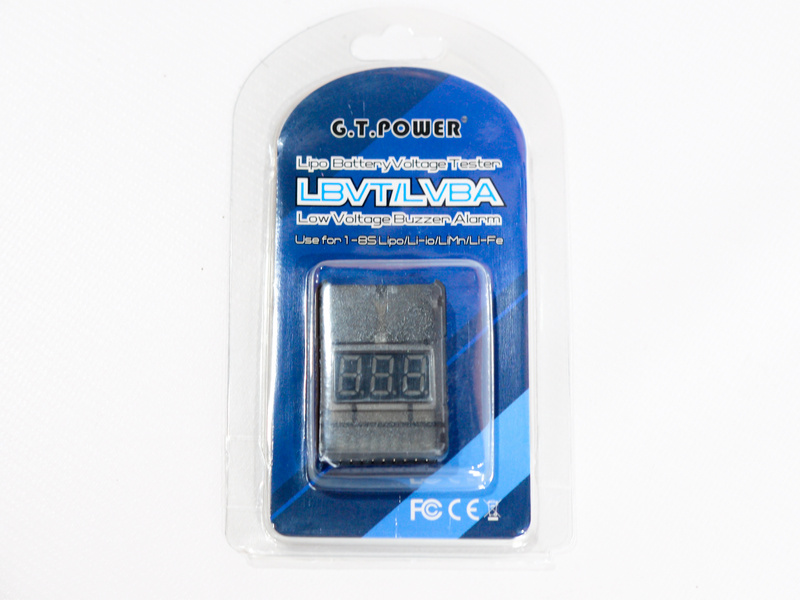 G.T.POWER®
Lipo Battery Voltage Tester
LBVT/LVBA
Low Voltage Buzzer Alarm
Use for 1-8S Lipo/Li-io/LiMn/Li-Fe
888
FC CE